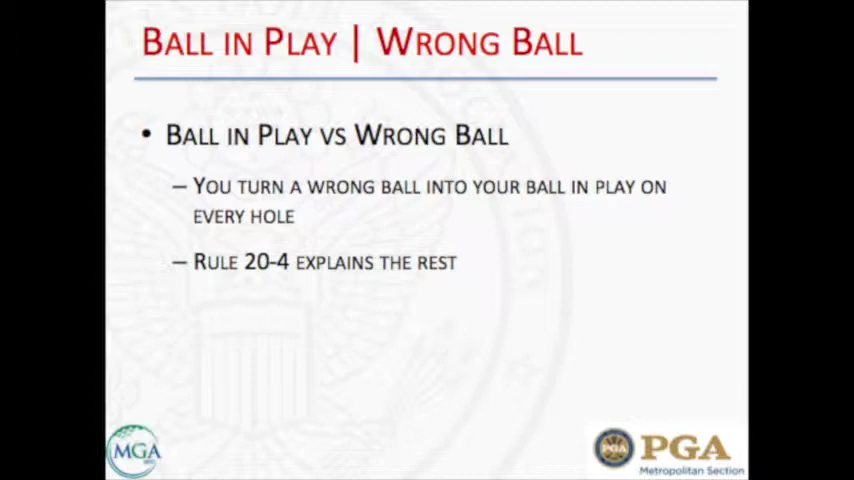 BALL IN PLAY | WRONG BALL
• BALL IN PLAY VS WRONG BALL
– YOU TURN A WRONG BALL INTO YOUR BALL IN PLAY ON
EVERY HOLE
– RULE 20-4 EXPLAINS THE REST
MGA
PGA
Metropolitan Section